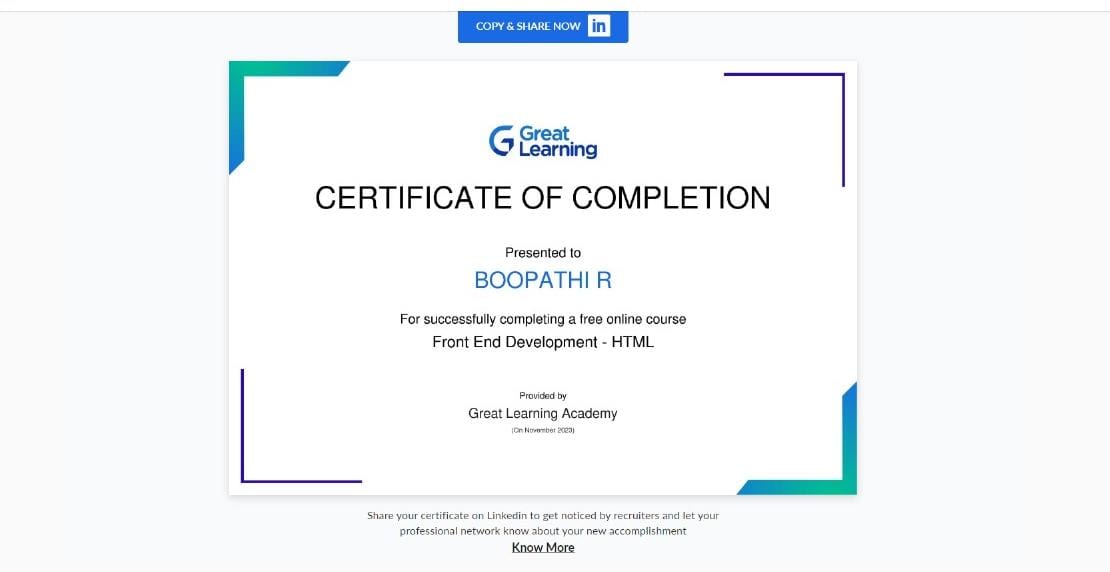 COPY & SHARE NOW in
Great
Learning
CERTIFICATE OF COMPLETION
Presented to
BOOPATHI R
For successfully completing a free online course
Front End Development - HTML
Provided by
Great Learning Academy
(On November 2023)
Share your certificate on Linkedin to get noticed by recruiters and let your
professional network know about your new accomplishment
Know More